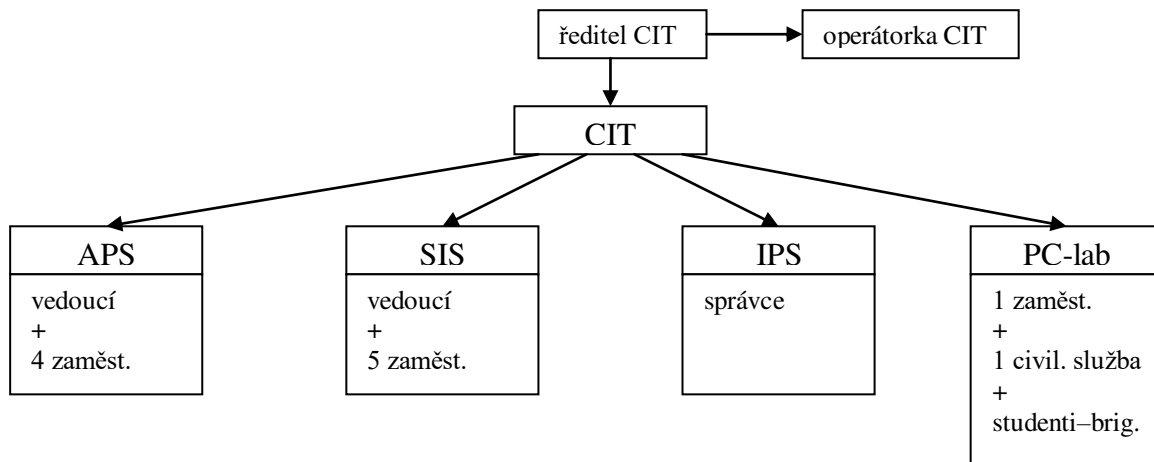 ředitel CIT
operátorka CIT
CIT
APS
vedoucí
+
4 zaměst.
SIS
vedoucí
+
5 zaměst.
IPS
správce
PC-lab
1 zaměst.
+
1 civil. služba
+
studenti–brig.